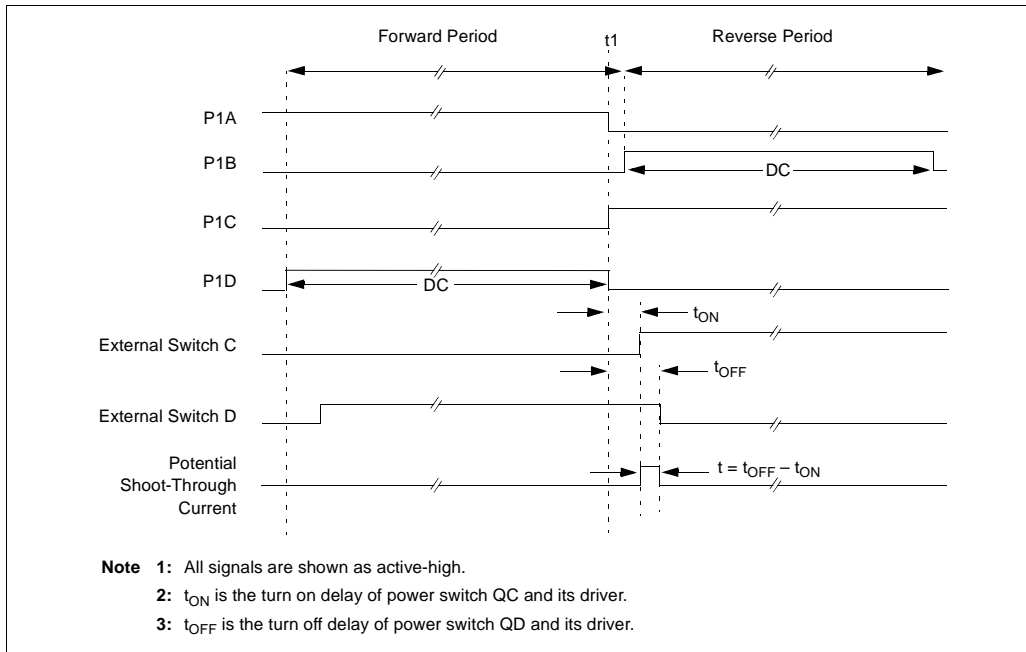 Forward Period
t1
Reverse Period
P1A
P1B
DC
P1C
P1D
DC
tON
External Switch C
tOFF
External Switch D
Potential
Shoot-Through
Current
t = tOFF – tON
Note 1: All signals are shown as active-high.
2: tON is the turn on delay of power switch QC and its driver.
3: tOFF is the turn off delay of power switch QD and its driver.